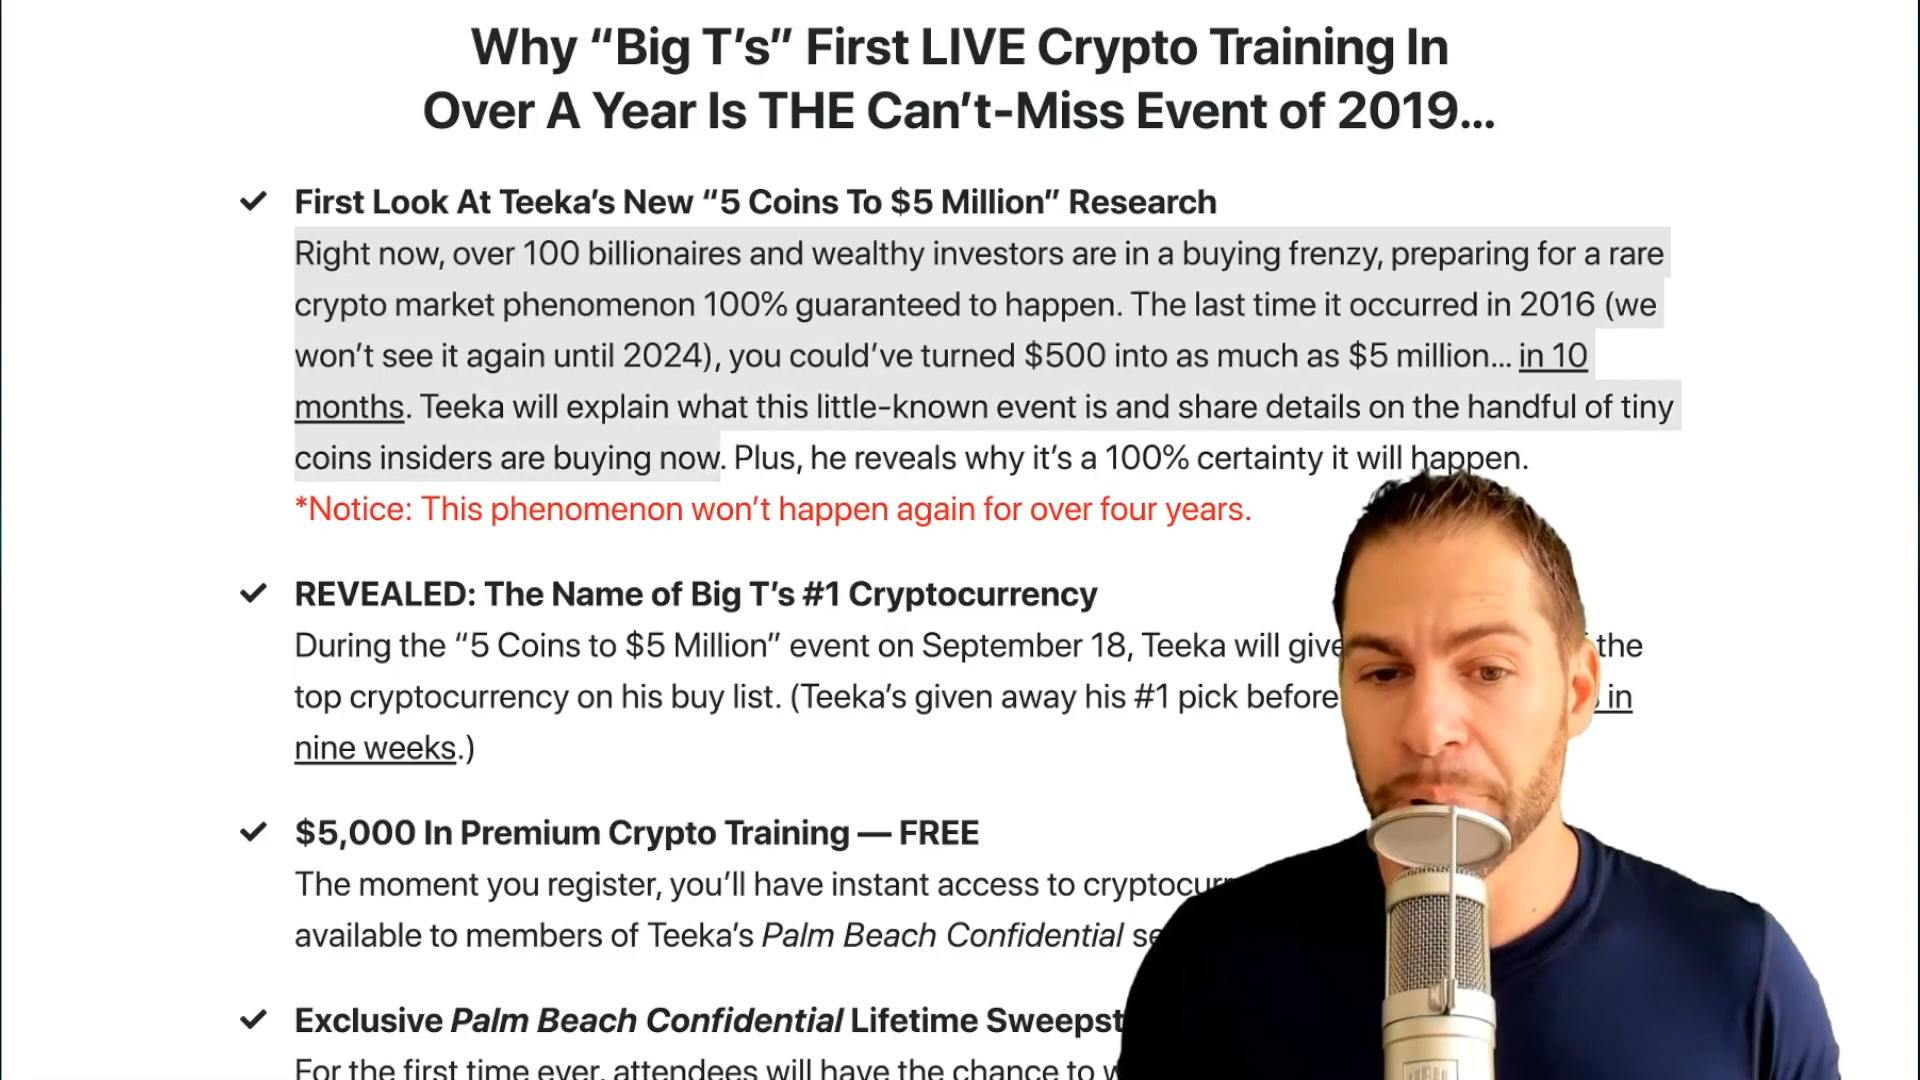 Why “Big T’s” First LIVE Crypto Training In
Over A Year Is THE Can’t-Miss Event of 2019...
First Look At Teeka’s New “5 Coins To $5 Million” Research
Right now, over 100 billionaires and wealthy investors are in a buying frenzy, preparing for a rare
crypto market phenomenon 100% guaranteed to happen. The last time it occurred in 2016 (we
won’t see it again until 2024), you could’ve turned $500 into as much as $5 million... in 10
months. Teeka will explain what this little-known event is and share details on the handful of tiny
coins insiders are buying now. Plus, he reveals why it’s a 100% certainty it will happen.
*Notice: This phenomenon won’t happen again for over four years.
REVEALED: The Name of Big T’s #1 Cryptocurrency
During the “5 Coins to $5 Million” event on September 18, Teeka will give the
top cryptocurrency on his buy list. (Teeka’s given away his #1 pick before in
nine weeks.)
$5,000 In Premium Crypto Training — FREE
The moment you register, you’ll have instant access to
available to members of Teeka’s Palm Beach Confidential
Exclusive Palm Beach Confidential Lifetime
For the first time ever, attendees will have the chance to